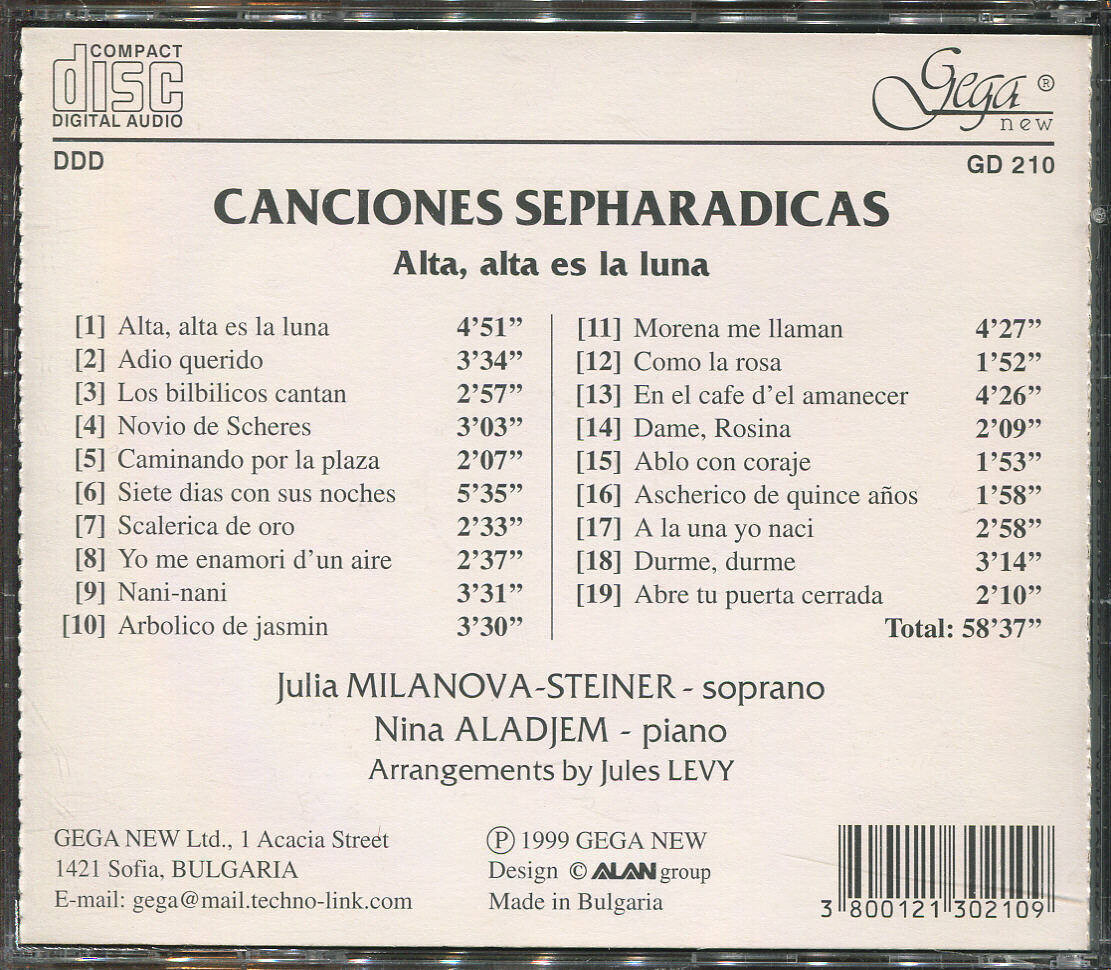 COMPACT
disc
DIGITAL AUDIO
Gega ®
new
DDD
GD 210
CANCIONES SEPHARADICAS
Alta, alta es la luna
[1] Alta, alta es la luna 4’51”
[2] Adio querido 3’34”
[3] Los bilbilicos cantan 2’57”
[4] Novio de Scheres 3’03”
[5] Caminando por la plaza 2’07”
[6] Siete dias con sus noches 5’35”
[7] Scalerica de oro 2’33”
[8] Yo me enamori d’un aire 2’37”
[9] Nani-nani 3’31”
[10] Arbolico de jasmin 3’30”
[11] Morena me llaman 4’27”
[12] Como la rosa 1’52”
[13] En el cafe d’el amanecer 4’26”
[14] Dame, Rosina 2’09”
[15] Ablo con coraje 1’53”
[16] Ascherico de quince años 1’58”
[17] A la una yo naci 2’58”
[18] Durme, durme 3’14”
[19] Abre tu puerta cerrada 2’10”
Total: 58’37”
Julia MILANOVA-STEINER - soprano
Nina ALADJEM - piano
Arrangements by Jules LEVY
GEGA NEW Ltd., 1 Acacia Street
1421 Sofia, BULGARIA
E-mail: gega@mail.techno-link.com
Ⓟ 1999 GEGA NEW
Design © ALAN group
Made in Bulgaria
3 800121 302109